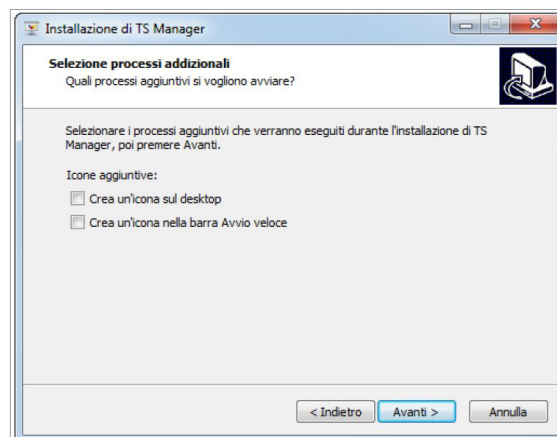 Installazione di TS Manager
Selezione processi addizionali
Quali processi aggiuntivi si vogliono avviare?
Selezionare i processi aggiuntivi che verranno eseguiti durante l'installazione di TS
Manager, poi premere Avanti.
Icone aggiuntive:
Crea un'icona sul desktop
Crea un'icona nella barra Avvio veloce
< Indietro
Avanti >
Annulla